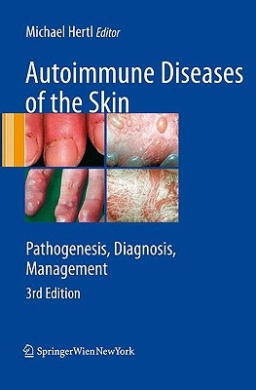 Michael Hertl Editor
Autoimmune Diseases
of the Skin
Pathogenesis, Diagnosis,
Management
3rd Edition
SpringerWienNewYork